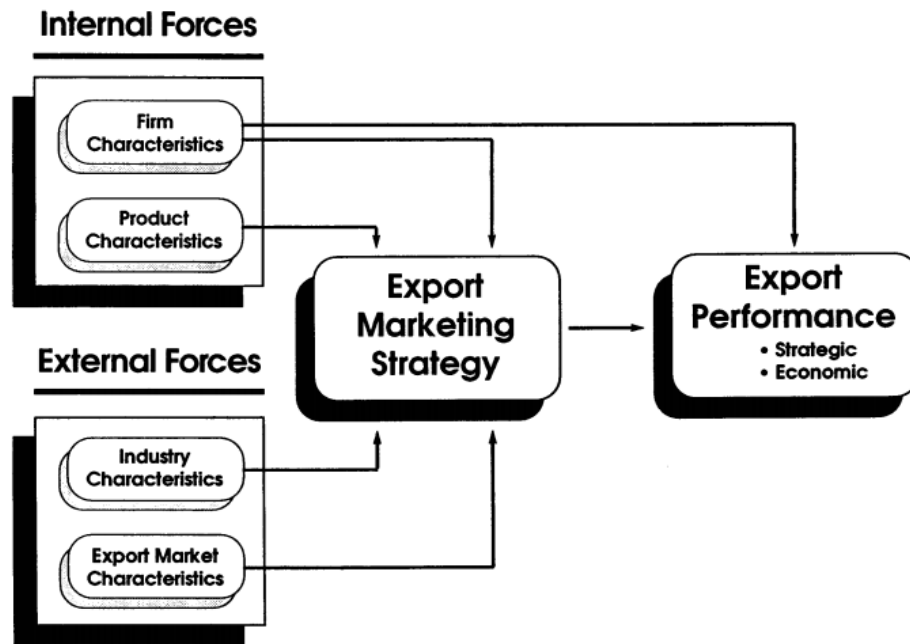 Internal Forces
Firm
Characteristics
Product
Characteristics
External Forces
Industry
Characteristics
Export Market
Characteristics
Export
Marketing
Strategy
Export
Performance
• Strategic
• Economic